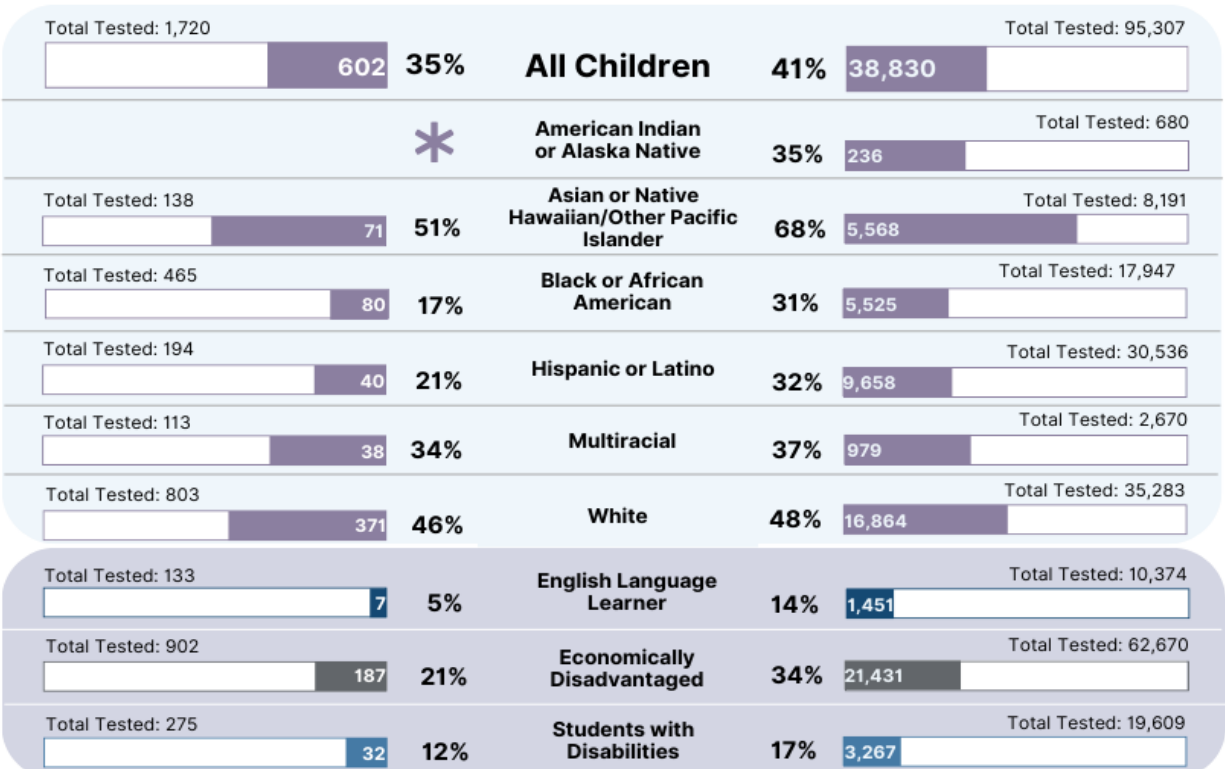 Total Tested: 1,720
Total Tested: 95,307
602 35% All Children 41% 38,830
American Indian
or Alaska Native
Total Tested: 680
* 35% 236
Total Tested: 138
Asian or Native
Hawaiian/Other Pacific
Islander
Total Tested: 8,191
71 51% 68% 5,568
Total Tested: 465
Black or African
American
Total Tested: 17,947
80 17% 31% 5,525
Total Tested: 194
Total Tested: 30,536
40 21% Hispanic or Latino 32% 9,658
Total Tested: 113
Total Tested: 2,670
38 34% Multiracial 37% 979
Total Tested: 803
Total Tested: 35,283
371 46% White 48% 16,864
Total Tested: 133
English Language
Learner
Total Tested: 10,374
7 5% 14% 1,451
Total Tested: 902
Economically
Disadvantaged
Total Tested: 62,670
187 21% 34% 21,431
Total Tested: 275
Students with
Disabilities
Total Tested: 19,609
32 12% 17% 3,267